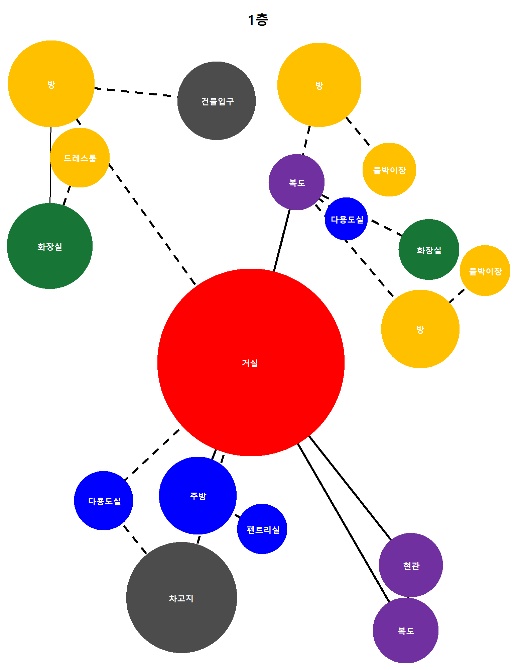 1층
방
건물입구
방
드레스룸
붙박이장
복도
다용도실
화장실
화장실
붙박이장
방
거실
다용도실
주방
펜트리실
현관
차고지
복도